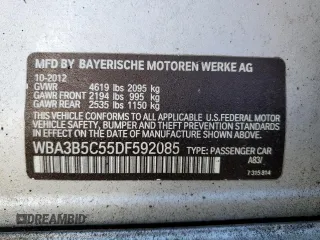 MFD BY BAYERISCHE MOTOREN WERKE AG
10-2012
GVWR 4619 lbs 2095 kg
GAWR FRONT 2194 lbs 995 kg
GAWR REAR 2535 lbs 1150 kg
THIS VEHICLE CONFORMS TO ALL APPLICABLE U.S. FEDERAL MOTOR
VEHICLE SAFETY, BUMPER AND THEFT PREVENTION STANDARDS
IN EFFECT ON THE DATE OF MANUFACTURE SHOWN ABOVE.
WBA3B5C55DF592085 TYPE: PASSENGER CAR
A83/
7 315 814
DREAMBID